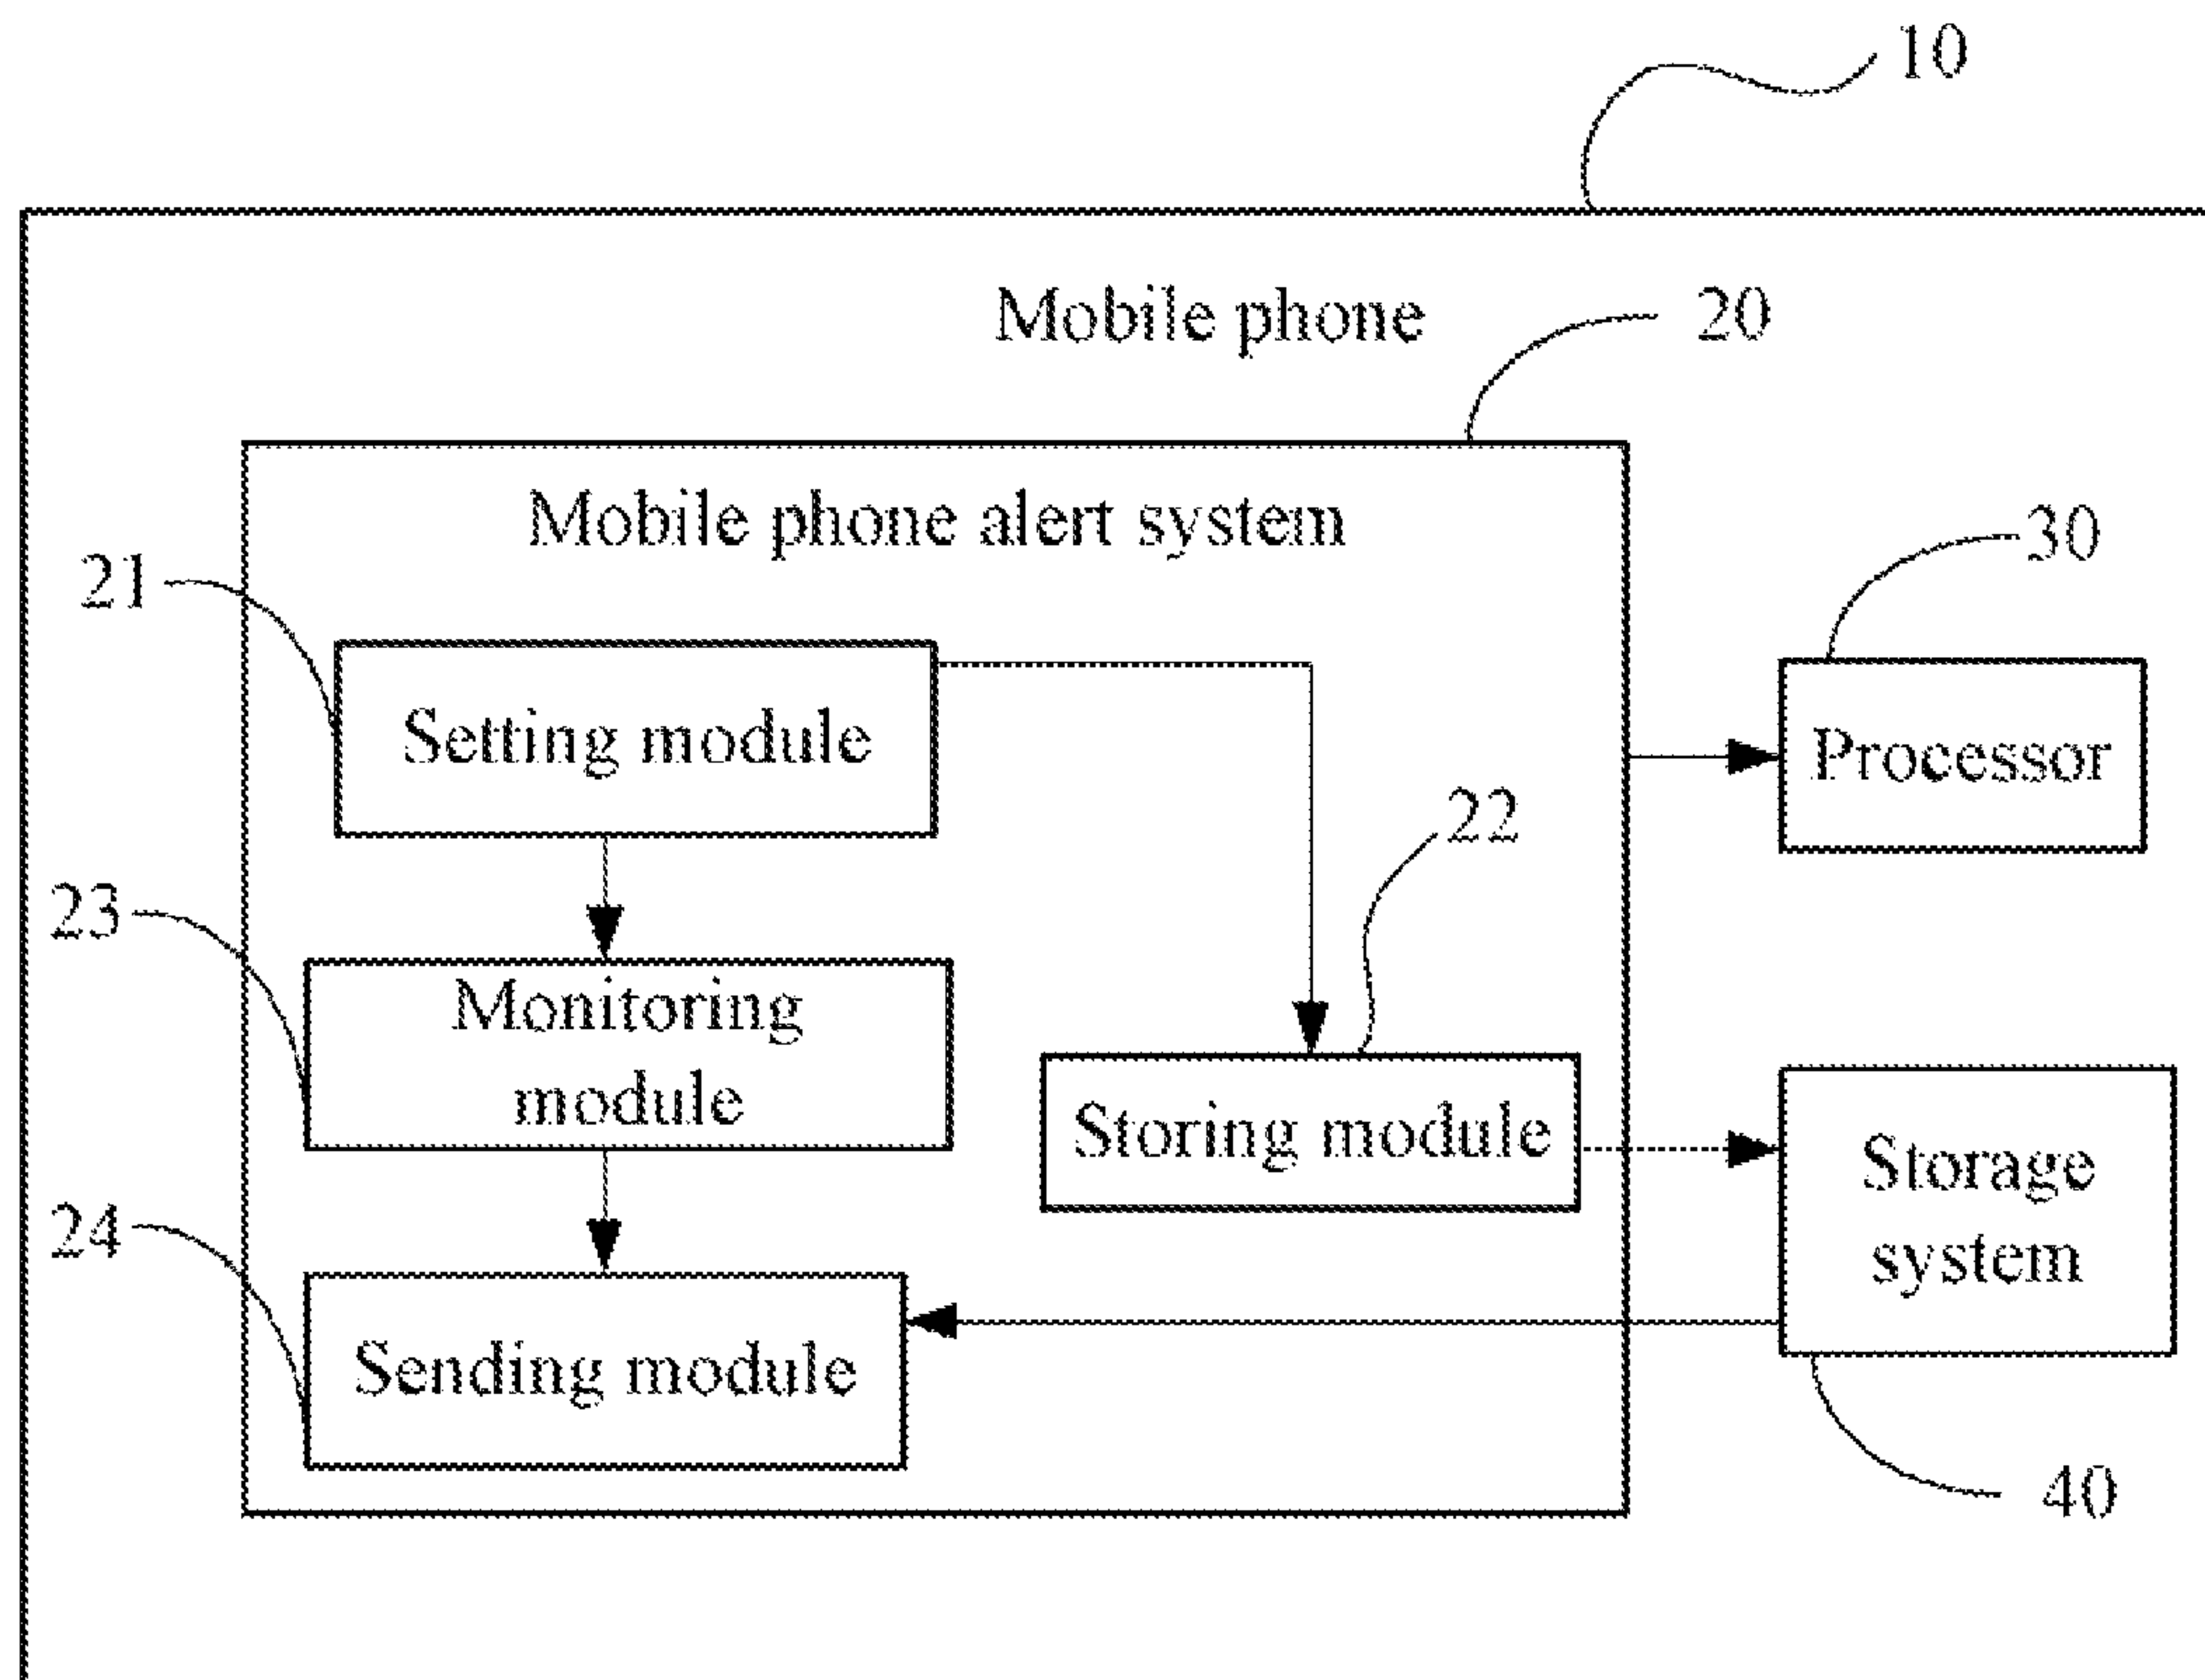 10
Mobile phone
20
Mobile phone alert system
30
21
Setting module
Processor
22
23
Monitoring
module
Storing module
Storage
system
24
Sending module
40